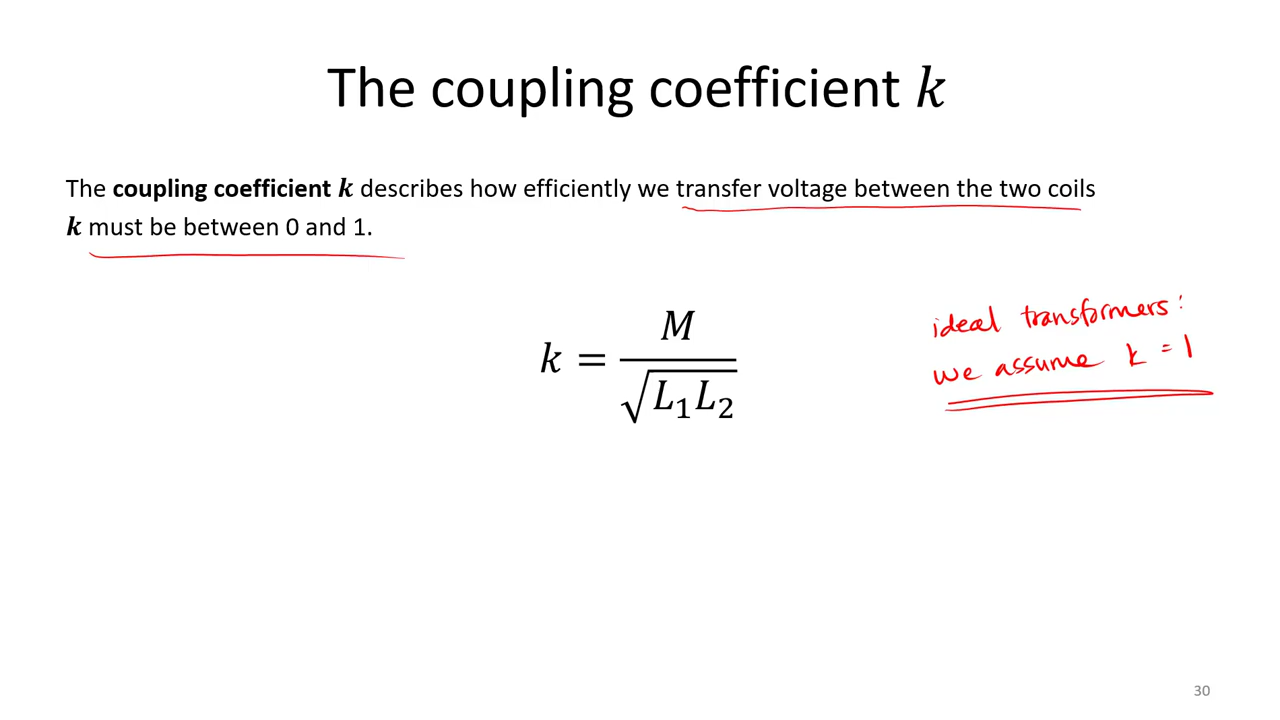 The coupling coefficient k
The coupling coefficient k describes how efficiently we transfer voltage between the two coils
k must be between 0 and 1.
ideal transformers:
we assume k = 1
k = M / √(L₁L₂)
30